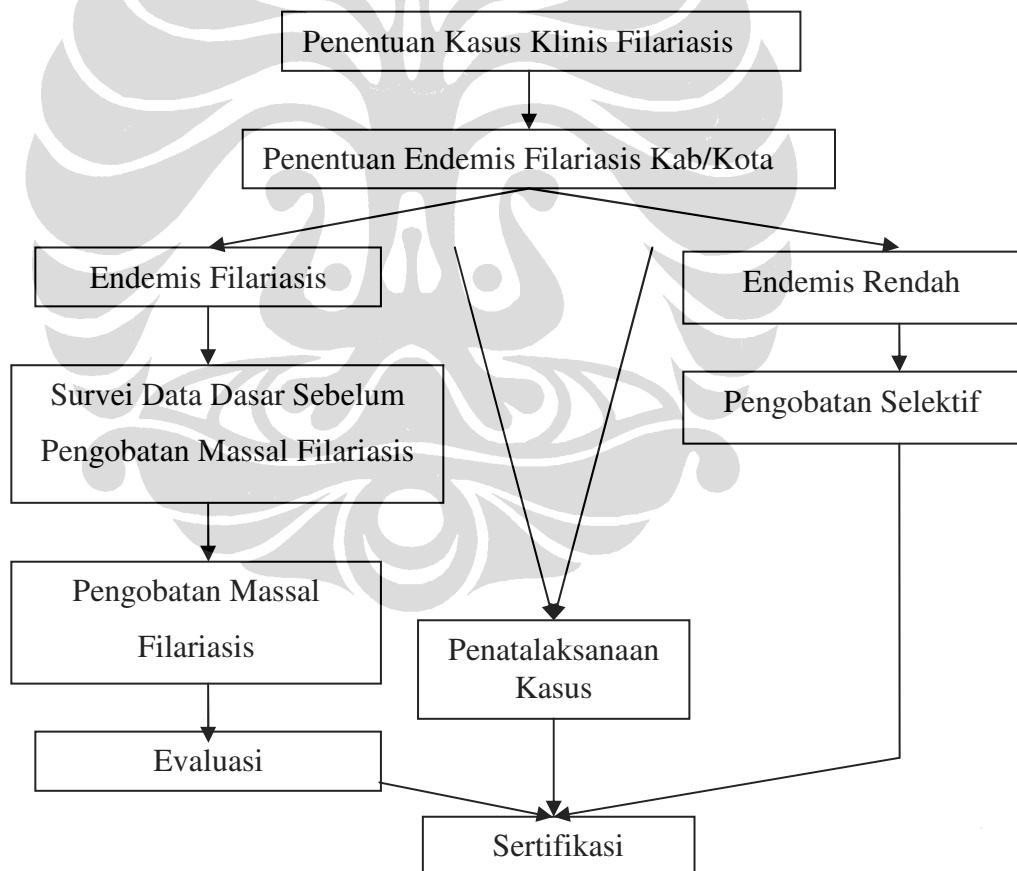 Penentuan Kasus Klinis Filariasis
Penentuan Endemis Filariasis Kab/Kota
Endemis Filariasis
Endemis Rendah
Survei Data Dasar Sebelum
Pengobatan Massal Filariasis
Pengobatan Selektif
Pengobatan Massal
Filariasis
Penatalaksanaan
Kasus
Evaluasi
Sertifikasi